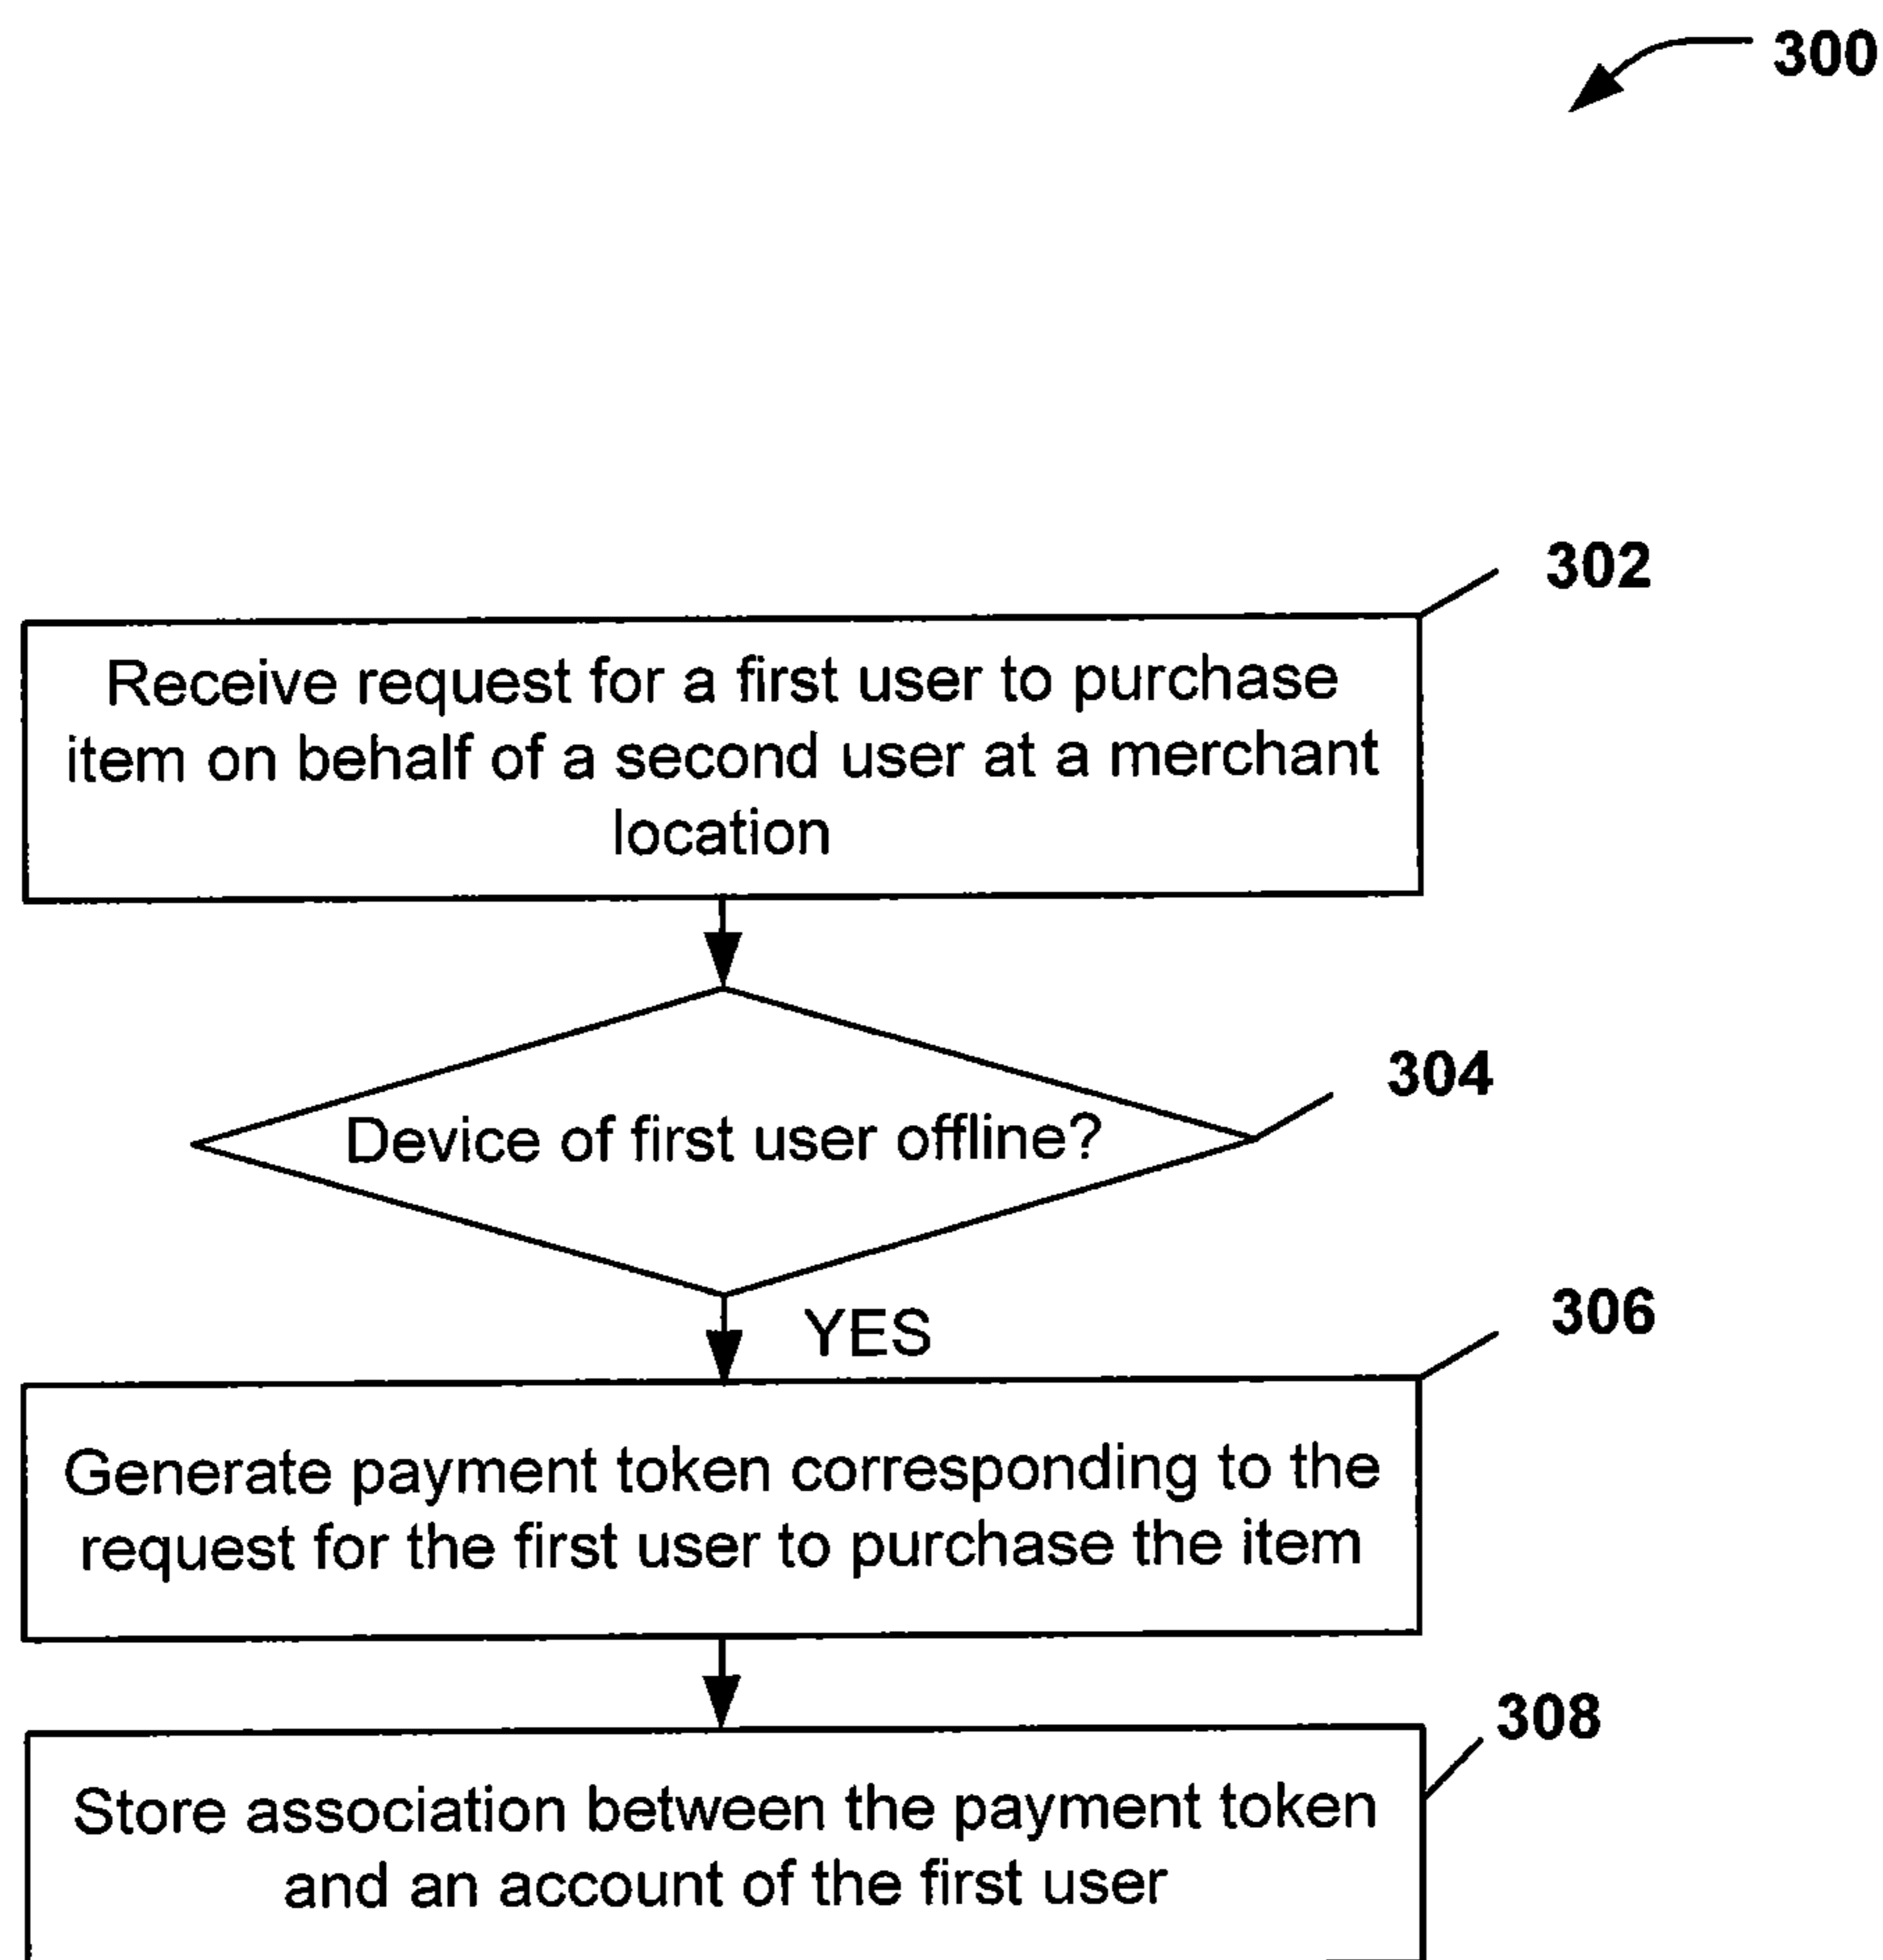 300
302
Receive request for a first user to purchase
item on behalf of a second user at a merchant
location
304
Device of first user offline?
YES
306
Generate payment token corresponding to the
request for the first user to purchase the item
308
Store association between the payment token
and an account of the first user